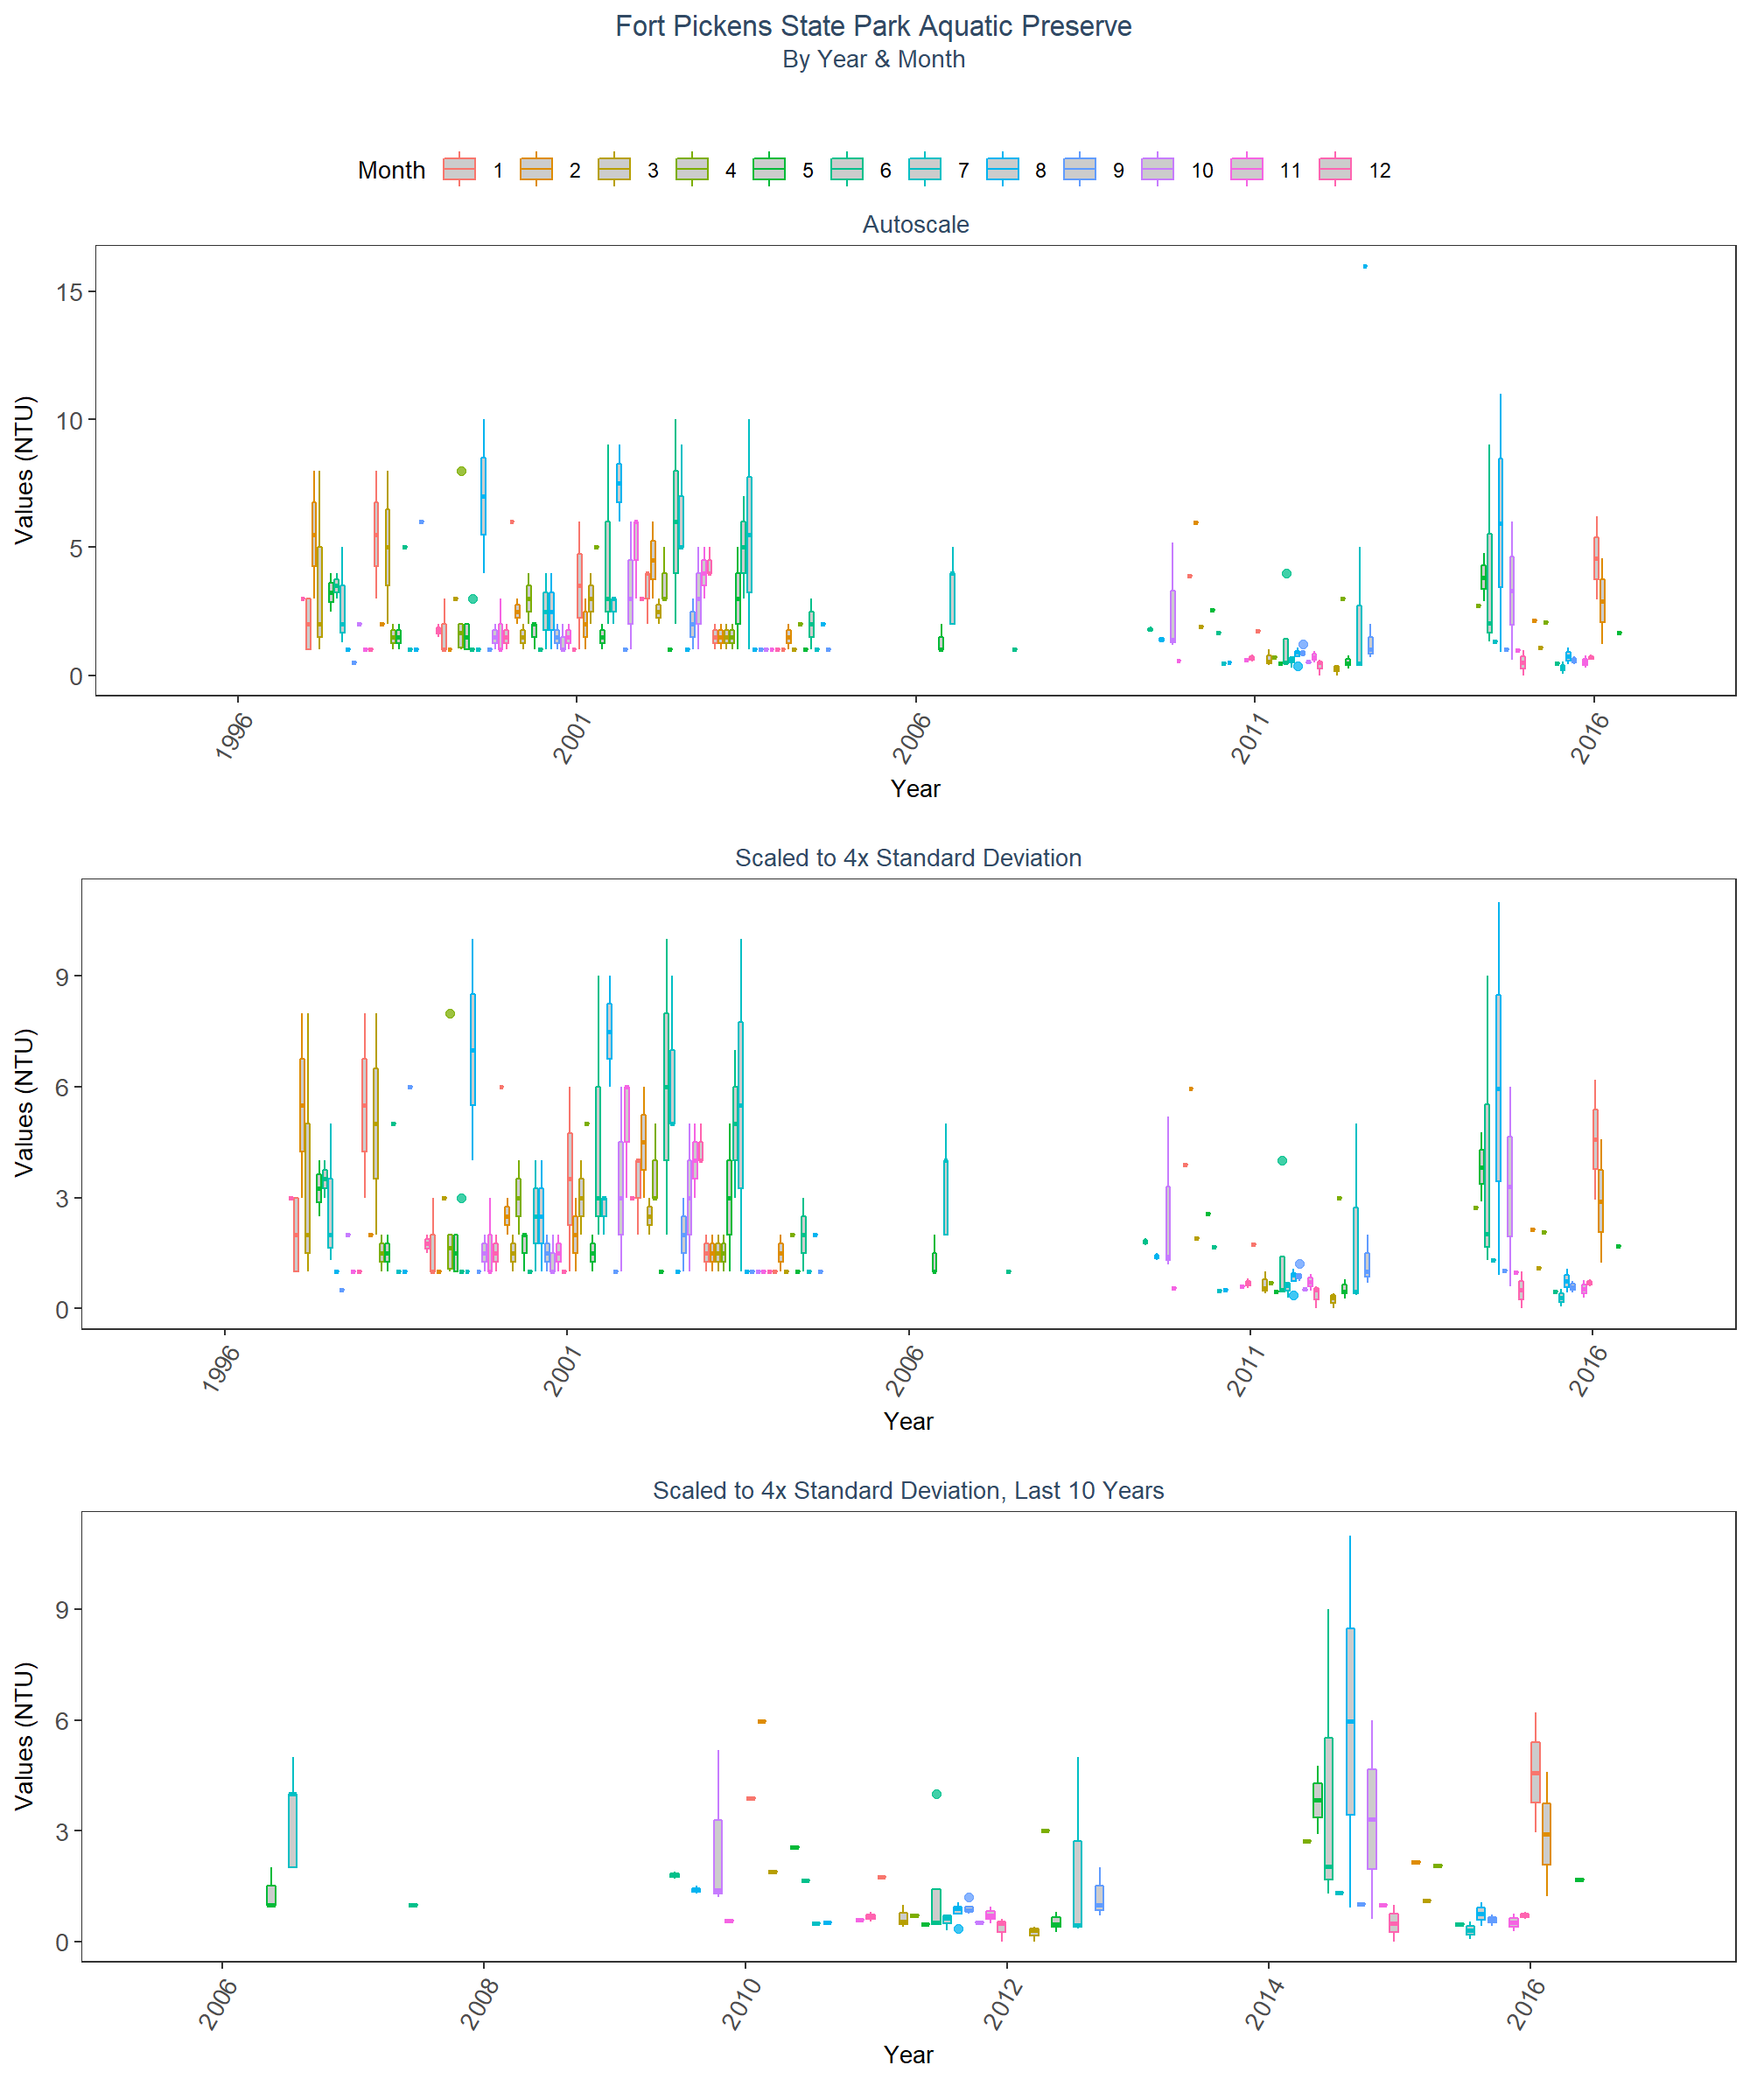 Fort Pickens State Park Aquatic Preserve
By Year & Month
Month 1 2 3 4 5 6 7 8 9 10 11 12
Autoscale
Values (NTU)
15
10
5
0
1996 2001 2006 2011 2016
Year
Scaled to 4x Standard Deviation
Values (NTU)
9
6
3
0
1996 2001 2006 2011 2016
Year
Scaled to 4x Standard Deviation, Last 10 Years
Values (NTU)
9
6
3
0
2006 2008 2010 2012 2014 2016
Year